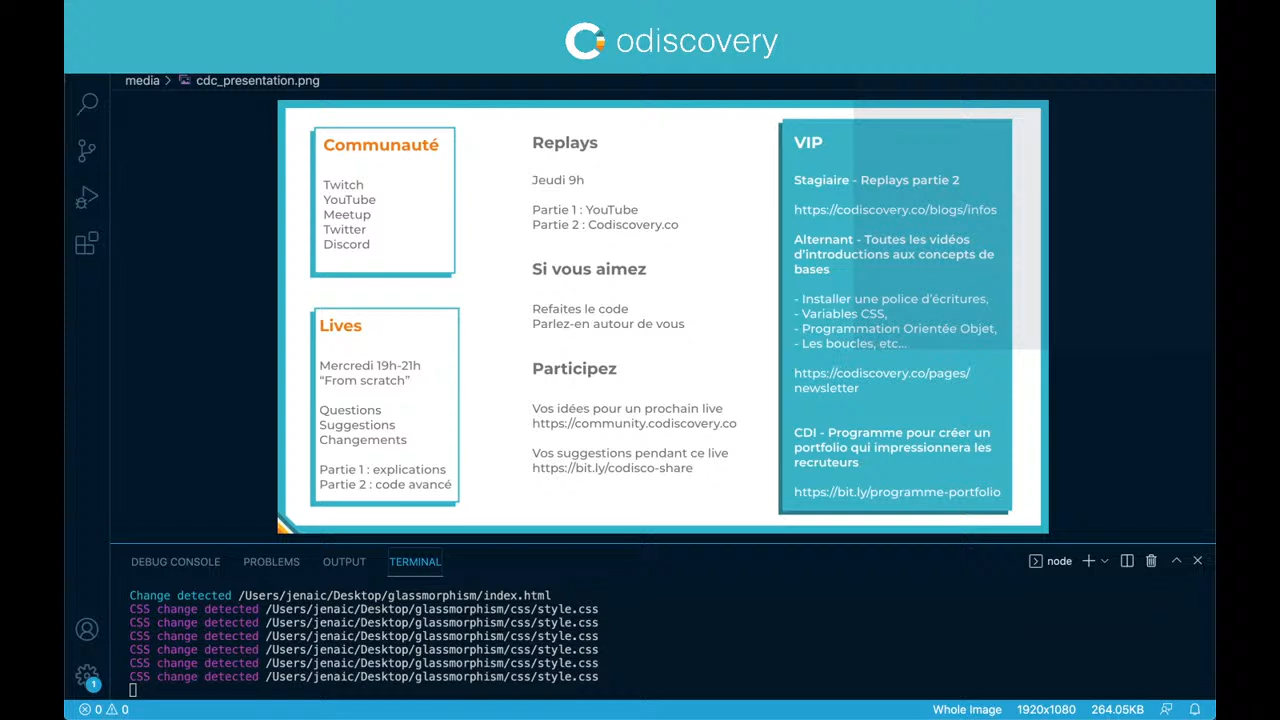 Codiscovery
media > cdc_presentation.png
Communauté
Twitch
YouTube
Meetup
Twitter
Discord
Lives
Mercredi 19h-21h
“From scratch”
Questions
Suggestions
Changements
Partie 1 : explications
Partie 2 : code avancé
Replays
Jeudi 9h
Partie 1 : YouTube
Partie 2 : Codiscovery.co
Si vous aimez
Refaites le code
Parlez-en autour de vous
Participez
Vos idées pour un prochain live
https://community.codiscovery.co
Vos suggestions pendant ce live
https://bit.ly/codisco-share
VIP
Stagiaire - Replays partie 2
https://codiscovery.co/blogs/infos
Alternant - Toutes les vidéos
d’introductions aux concepts de
bases
- Installer une police d’écritures,
- Variables CSS,
- Programmation Orientée Objet,
- Les boucles, etc...
https://codiscovery.co/pages/
newsletter
CDI - Programme pour créer un
portfolio qui impressionnera les
recruteurs
https://bit.ly/programme-portfolio
DEBUG CONSOLE PROBLEMS OUTPUT TERMINAL node
Change detected /Users/jenaic/Desktop/glassmorphism/index.html
CSS change detected /Users/jenaic/Desktop/glassmorphism/css/style.css
CSS change detected /Users/jenaic/Desktop/glassmorphism/css/style.css
CSS change detected /Users/jenaic/Desktop/glassmorphism/css/style.css
CSS change detected /Users/jenaic/Desktop/glassmorphism/css/style.css
CSS change detected /Users/jenaic/Desktop/glassmorphism/css/style.css
CSS change detected /Users/jenaic/Desktop/glassmorphism/css/style.css
1
0 0 Whole Image 1920x1080 264.05KB